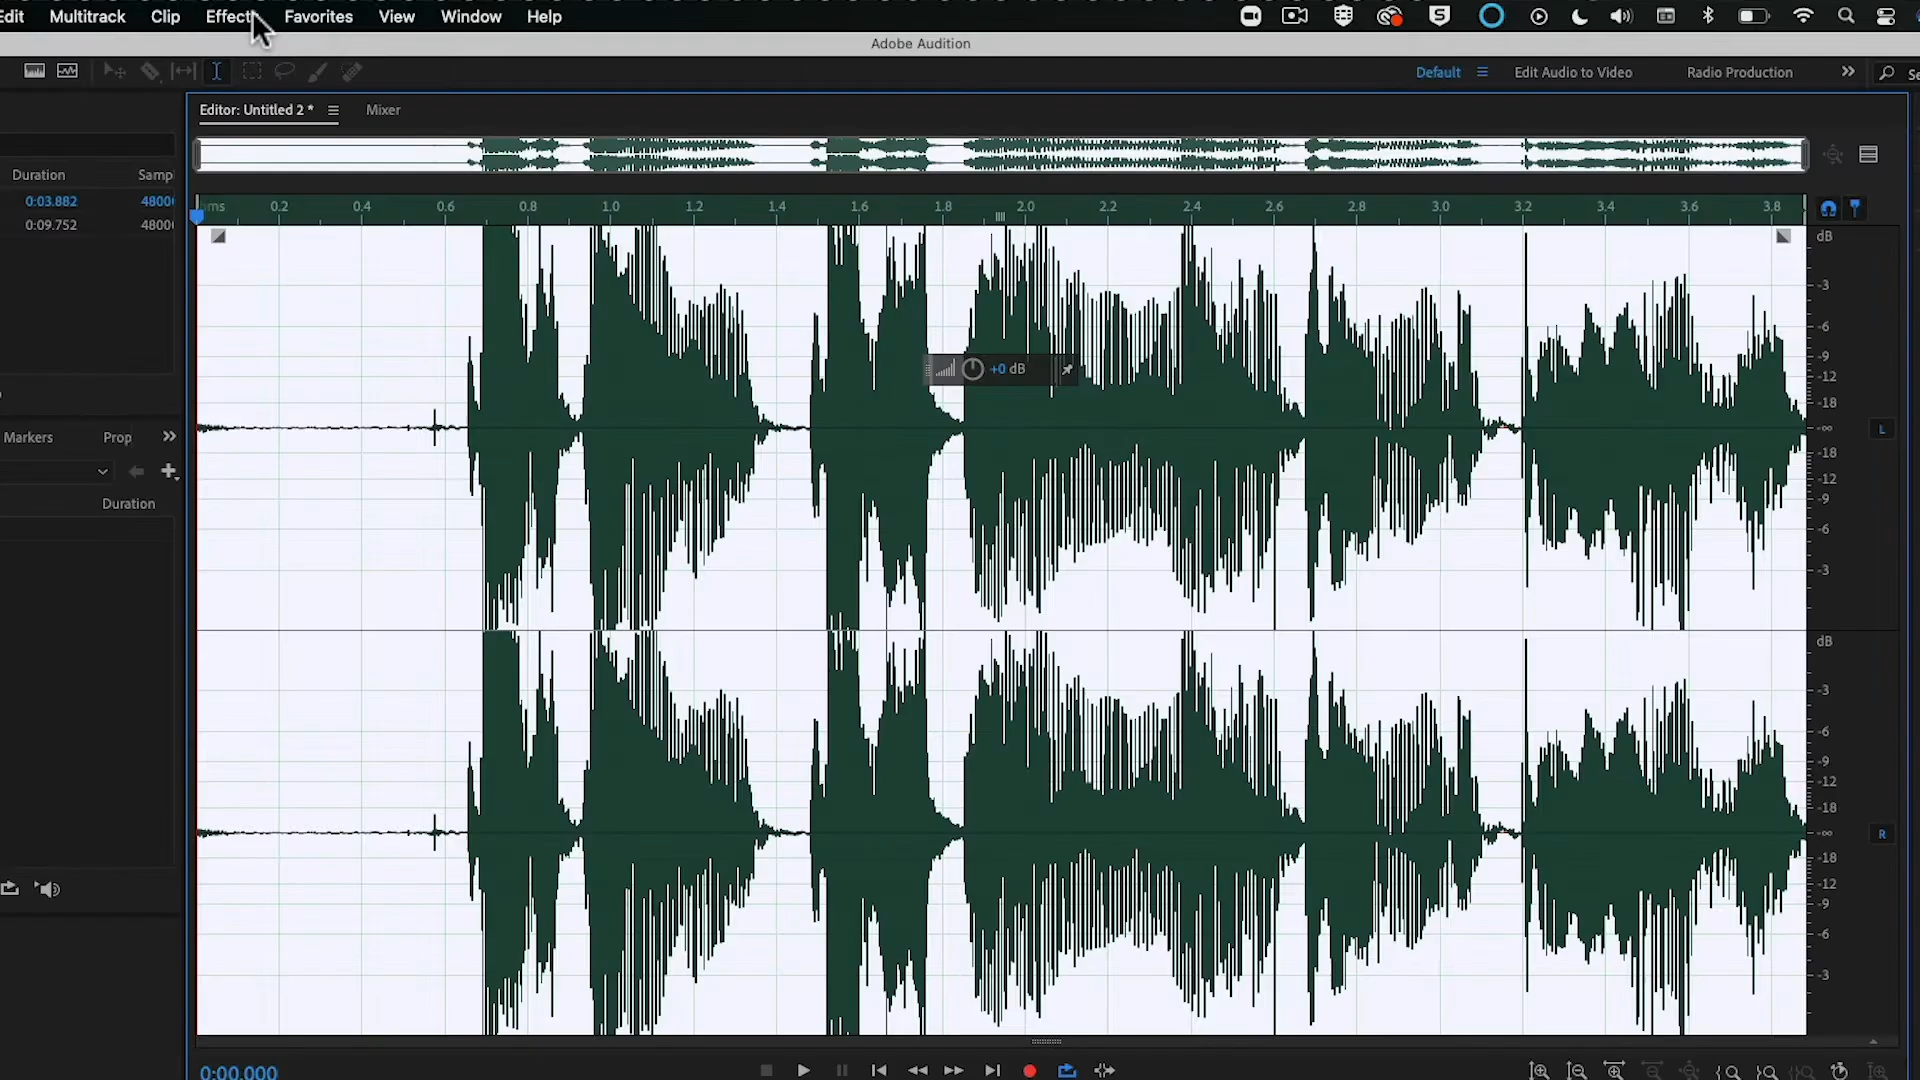 Edit Multitrack Clip Effects Favorites View Window Help
Adobe Audition
Default Edit Audio to Video Radio Production
Editor: Untitled 2 * Mixer
Duration
0:03.882 48000
0:09.752 48000
0.2 0.4 0.6 0.8 1.0 1.2 1.4 1.6 1.8 2.0 2.2 2.4 2.6 2.8 3.0 3.2 3.4 3.6 3.8
dB
-3
-6
-9
-12
-18
-∞
-18
-12
-9
-6
-3
+0 dB
L
Markers Prop
Duration
dB
-3
-6
-9
-12
-18
-∞
-18
-12
-9
-6
-3
R
0:00.000